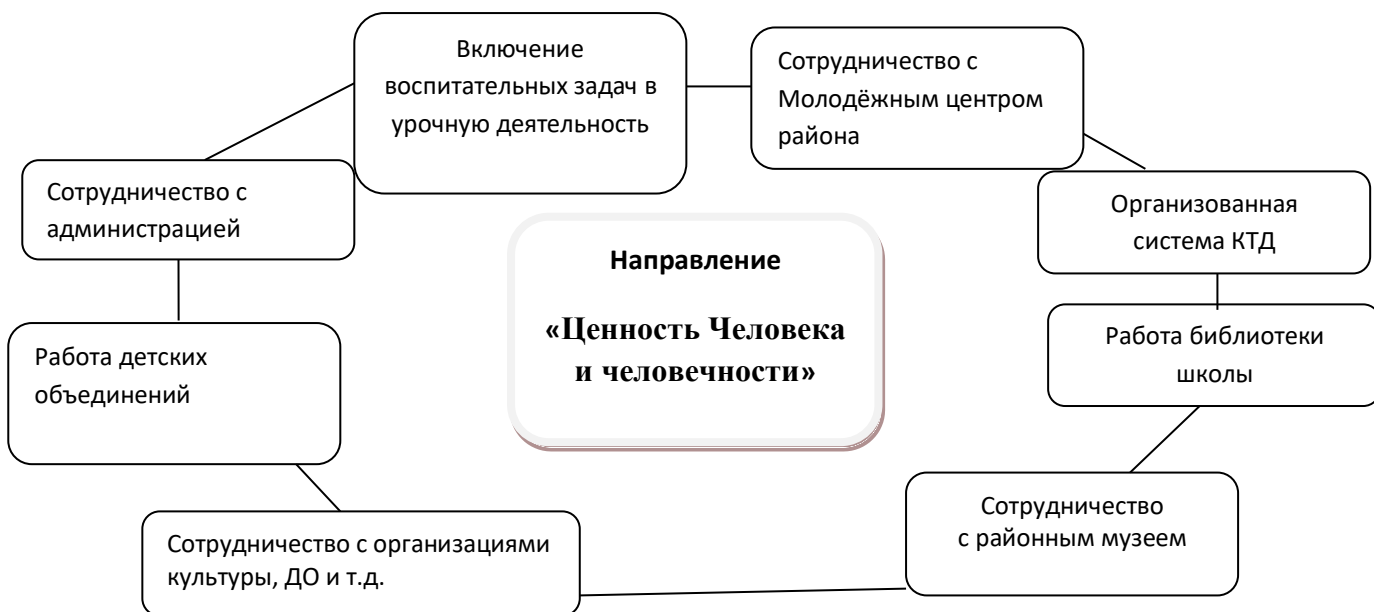 Включение
воспитательных задач в
урочную деятельность
Сотрудничество с
Молодёжным центром
района
Сотрудничество с
администрацией
Организованная
система КТД
Направление
«Ценность Человека
и человечности»
Работа детских
объединений
Работа библиотеки
школы
Сотрудничество
с районным музеем
Сотрудничество с организациями
культуры, ДО и т.д.